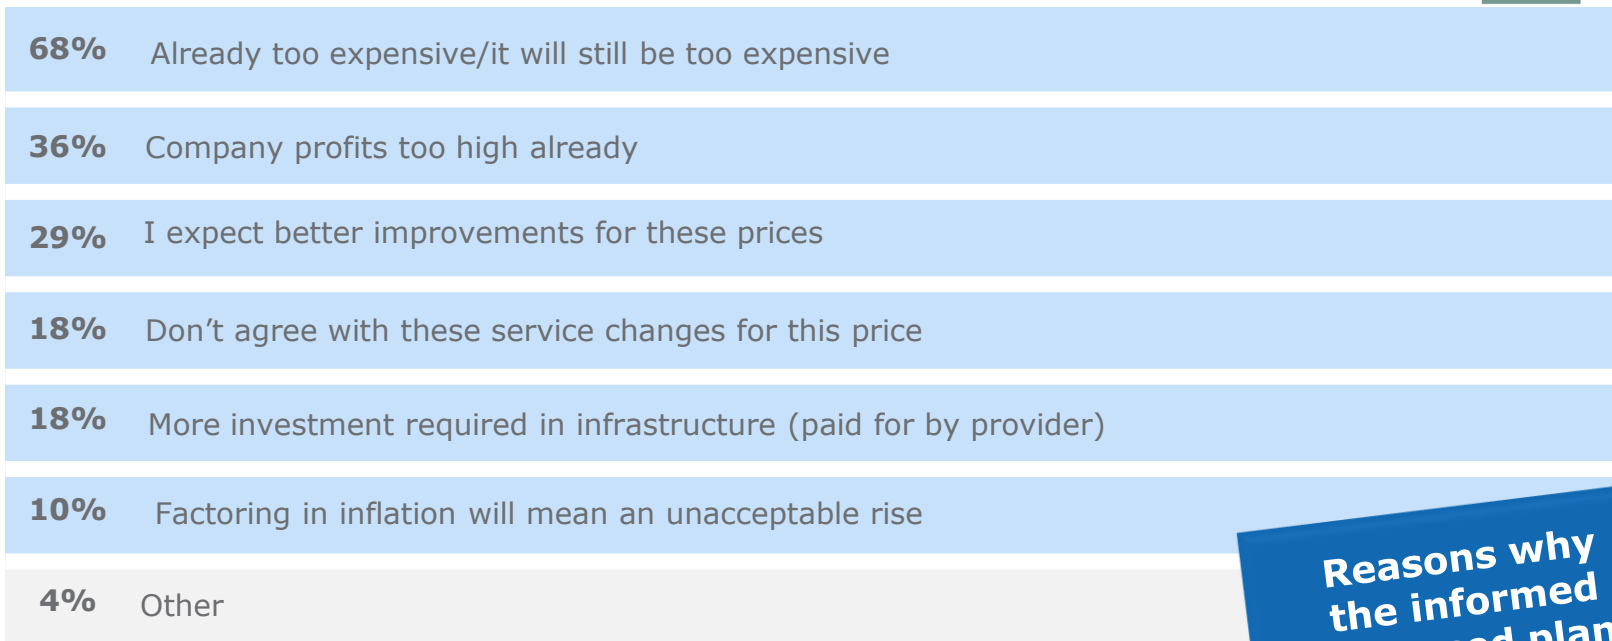 68% Already too expensive/it will still be too expensive
36% Company profits too high already
29% I expect better improvements for these prices
18% Don’t agree with these service changes for this price
18% More investment required in infrastructure (paid for by provider)
10% Factoring in inflation will mean an unacceptable rise
4% Other
Reasons why
the informed
plan